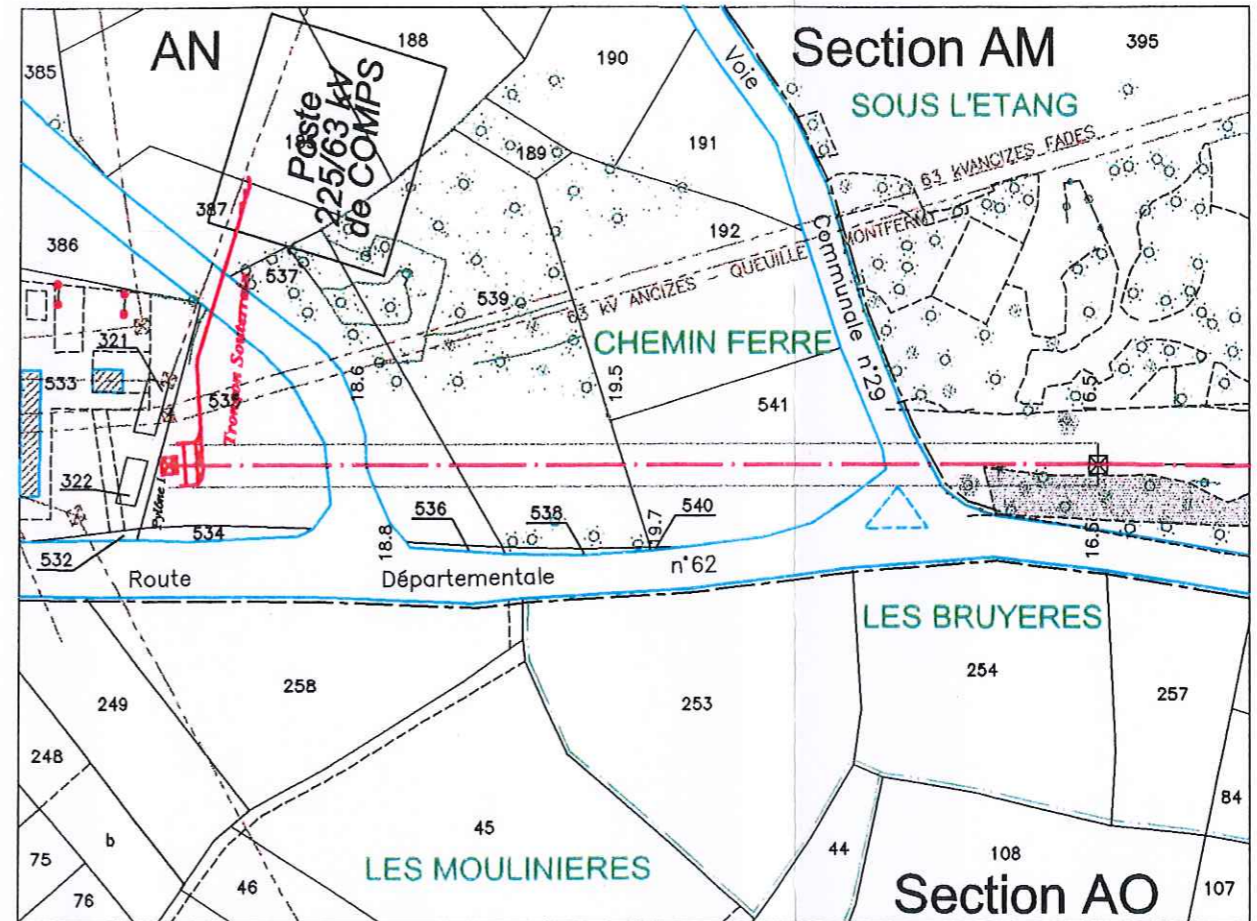 AN
188
Section AM
395
385
190
Voie
SOUS L'ETANG
Poste
225/63 kV
de COMPS
191
189
63 kV ANCIZES FADES
387
192
Communale n°29
386
537
QUEUILLE MONTFERMY
539
63 kV ANCIZES
CHEMIN FERRE
321
533
535
Tronçon Souterrain
18.6
19.5
541
6.5
322
536
538
19.7
540
534
18.8
532
16.5
Route Départementale n°62
LES BRUYERES
258
254
249
253
257
248
84
45
75
b
LES MOULINIERES
44
108
46
76
Section AO
107